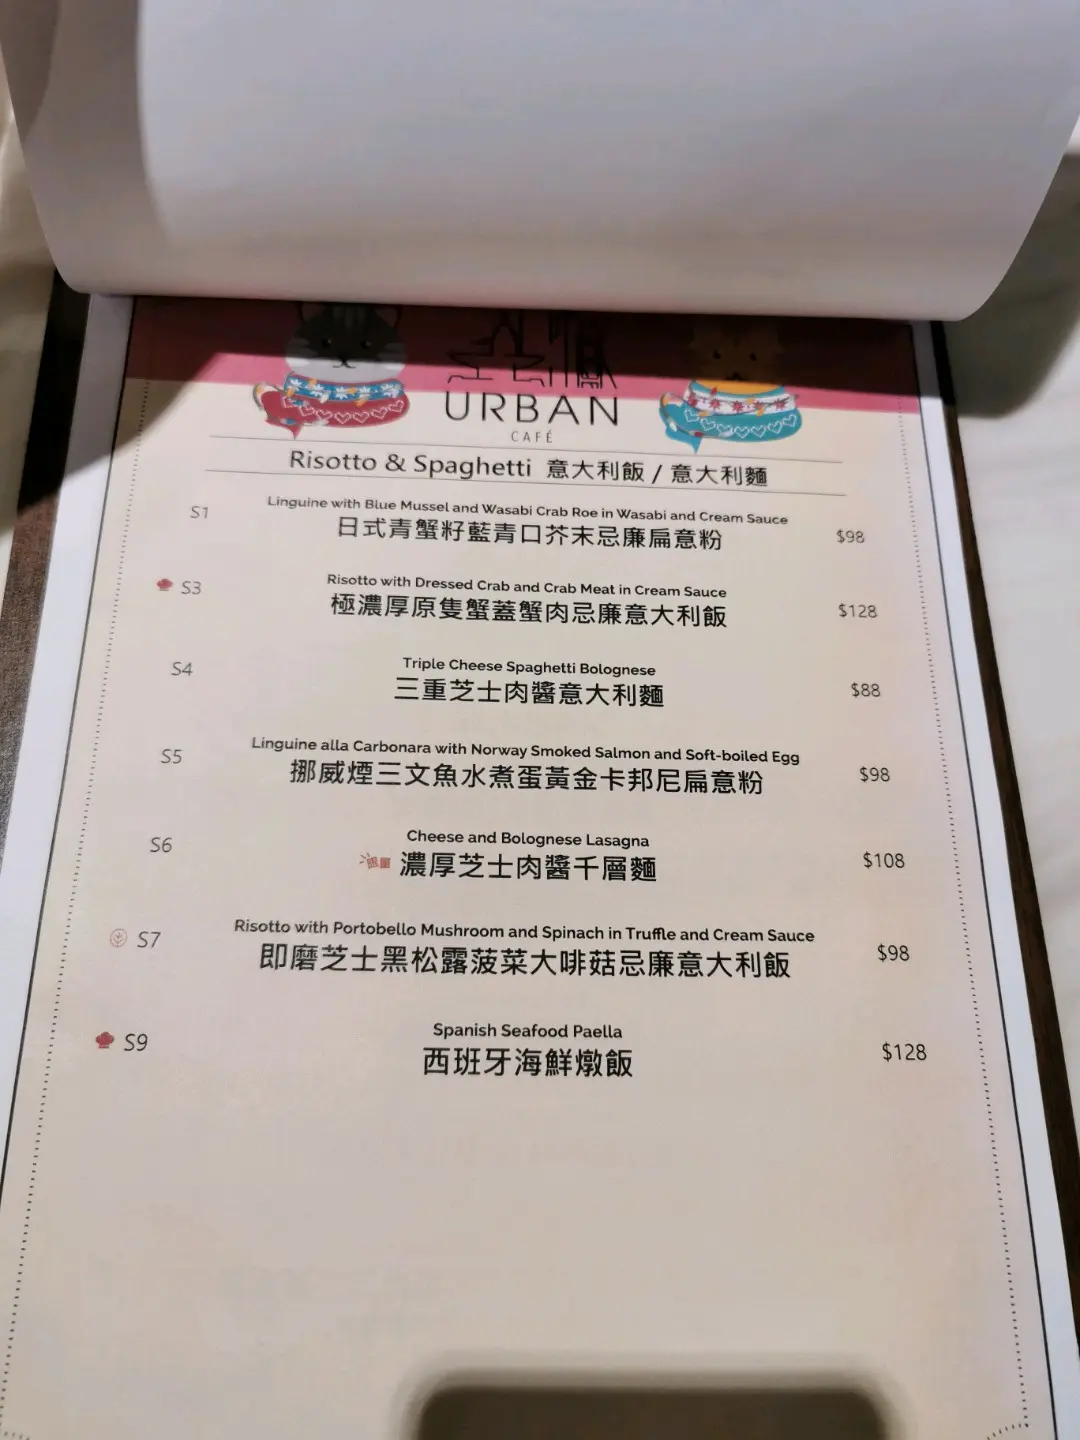 URBAN
CAFÉ
Risotto & Spaghetti 意大利飯 / 意大利麵
S1 Linguine with Blue Mussel and Wasabi Crab Roe in Wasabi and Cream Sauce
日式青蟹籽藍青口芥末忌廉扁意粉 $98
S3 Risotto with Dressed Crab and Crab Meat in Cream Sauce
極濃厚原隻蟹蓋蟹肉忌廉意大利飯 $128
S4 Triple Cheese Spaghetti Bolognese
三重芝士肉醬意大利麵 $88
S5 Linguine alla Carbonara with Norway Smoked Salmon and Soft-boiled Egg
挪威煙三文魚水煮蛋黃金卡邦尼扁意粉 $98
S6 Cheese and Bolognese Lasagna
限量 濃厚芝士肉醬千層麵 $108
S7 Risotto with Portobello Mushroom and Spinach in Truffle and Cream Sauce
即磨芝士黑松露菠菜大啡菇忌廉意大利飯 $98
S9 Spanish Seafood Paella
西班牙海鮮燉飯 $128